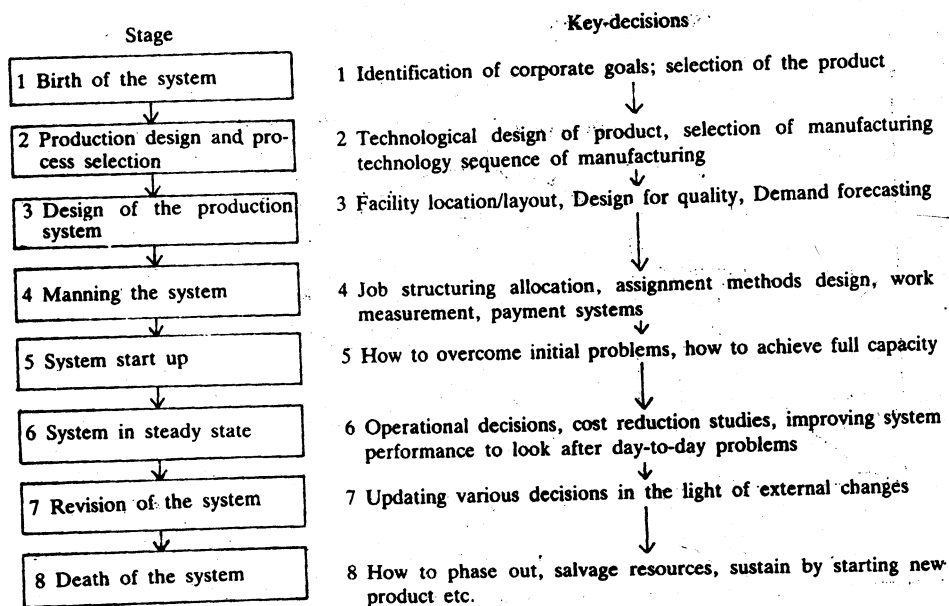 Stage
Key-decisions
1 Birth of the system
1 Identification of corporate goals; selection of the product
2 Production design and pro-
cess selection
2 Technological design of product, selection of manufacturing
technology sequence of manufacturing
3 Design of the production
system
3 Facility location/layout, Design for quality, Demand forecasting
4 Manning the system
4 Job structuring allocation, assignment methods design, work
measurement, payment systems
5 System start up
5 How to overcome initial problems, how to achieve full capacity
6 System in steady state
6 Operational decisions, cost reduction studies, improving system
performance to look after day-to-day problems
7 Revision of the system
7 Updating various decisions in the light of external changes
8 Death of the system
8 How to phase out, salvage resources, sustain by starting new
product etc.